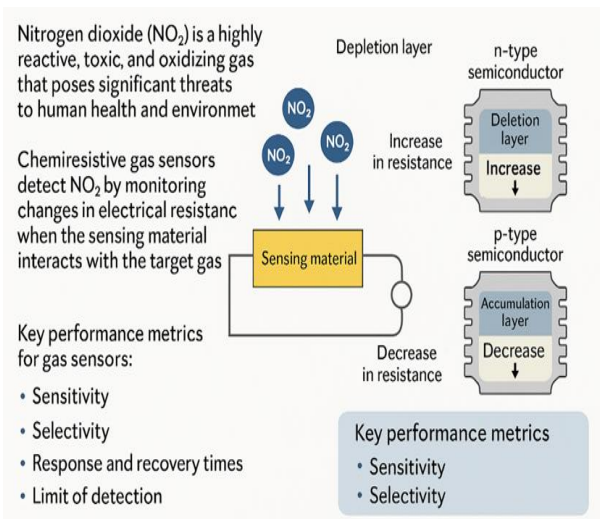 Nitrogen dioxide (NO₂) is a highly
reactive, toxic, and oxidizing gas
that poses significant threats
to human health and environmet
Chemiresistive gas sensors
detect NO₂ by monitoring
changes in electrical resistanc
when the sensing material
interacts with the target gas
Key performance metrics
for gas sensors:
• Sensitivity
• Selectivity
• Response and recovery times
• Limit of detection
Depletion layer
NO₂
NO₂
NO₂
Sensing material
Increase
in resistance
Decrease
in resistance
n-type
semiconductor
Deletion
layer
Increase
p-type
semiconductor
Accumulation
layer
Decrease
Key performance metrics
• Sensitivity
• Selectivity